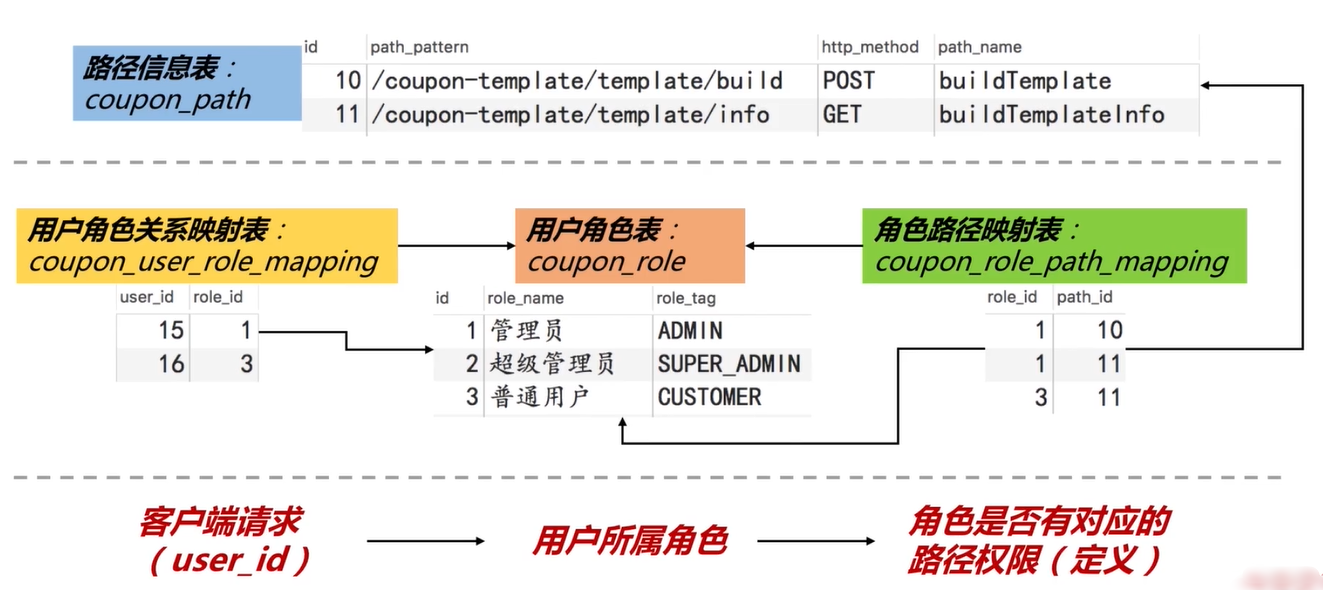 路径信息表：
coupon_path
id path_pattern http_method path_name
10 /coupon-template/template/build POST buildTemplate
11 /coupon-template/template/info GET buildTemplateInfo
用户角色关系映射表：
coupon_user_role_mapping
user_id role_id
15 1
16 3
用户角色表：
coupon_role
id role_name role_tag
1 管理员 ADMIN
2 超级管理员 SUPER_ADMIN
3 普通用户 CUSTOMER
角色路径映射表：
coupon_role_path_mapping
role_id path_id
1 10
1 11
3 11
客户端请求
（user_id）
用户所属角色
角色是否有对应的
路径权限（定义）